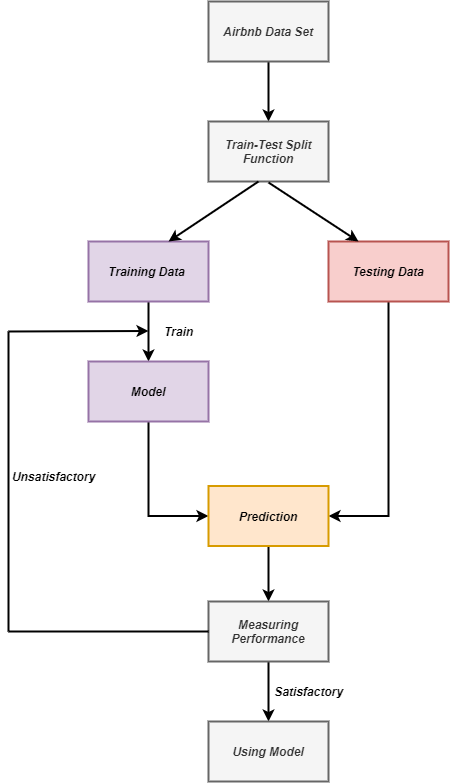 Airbnb Data Set
Train-Test Split
Function
Training Data
Testing Data
Train
Model
Unsatisfactory
Prediction
Measuring
Performance
Satisfactory
Using Model